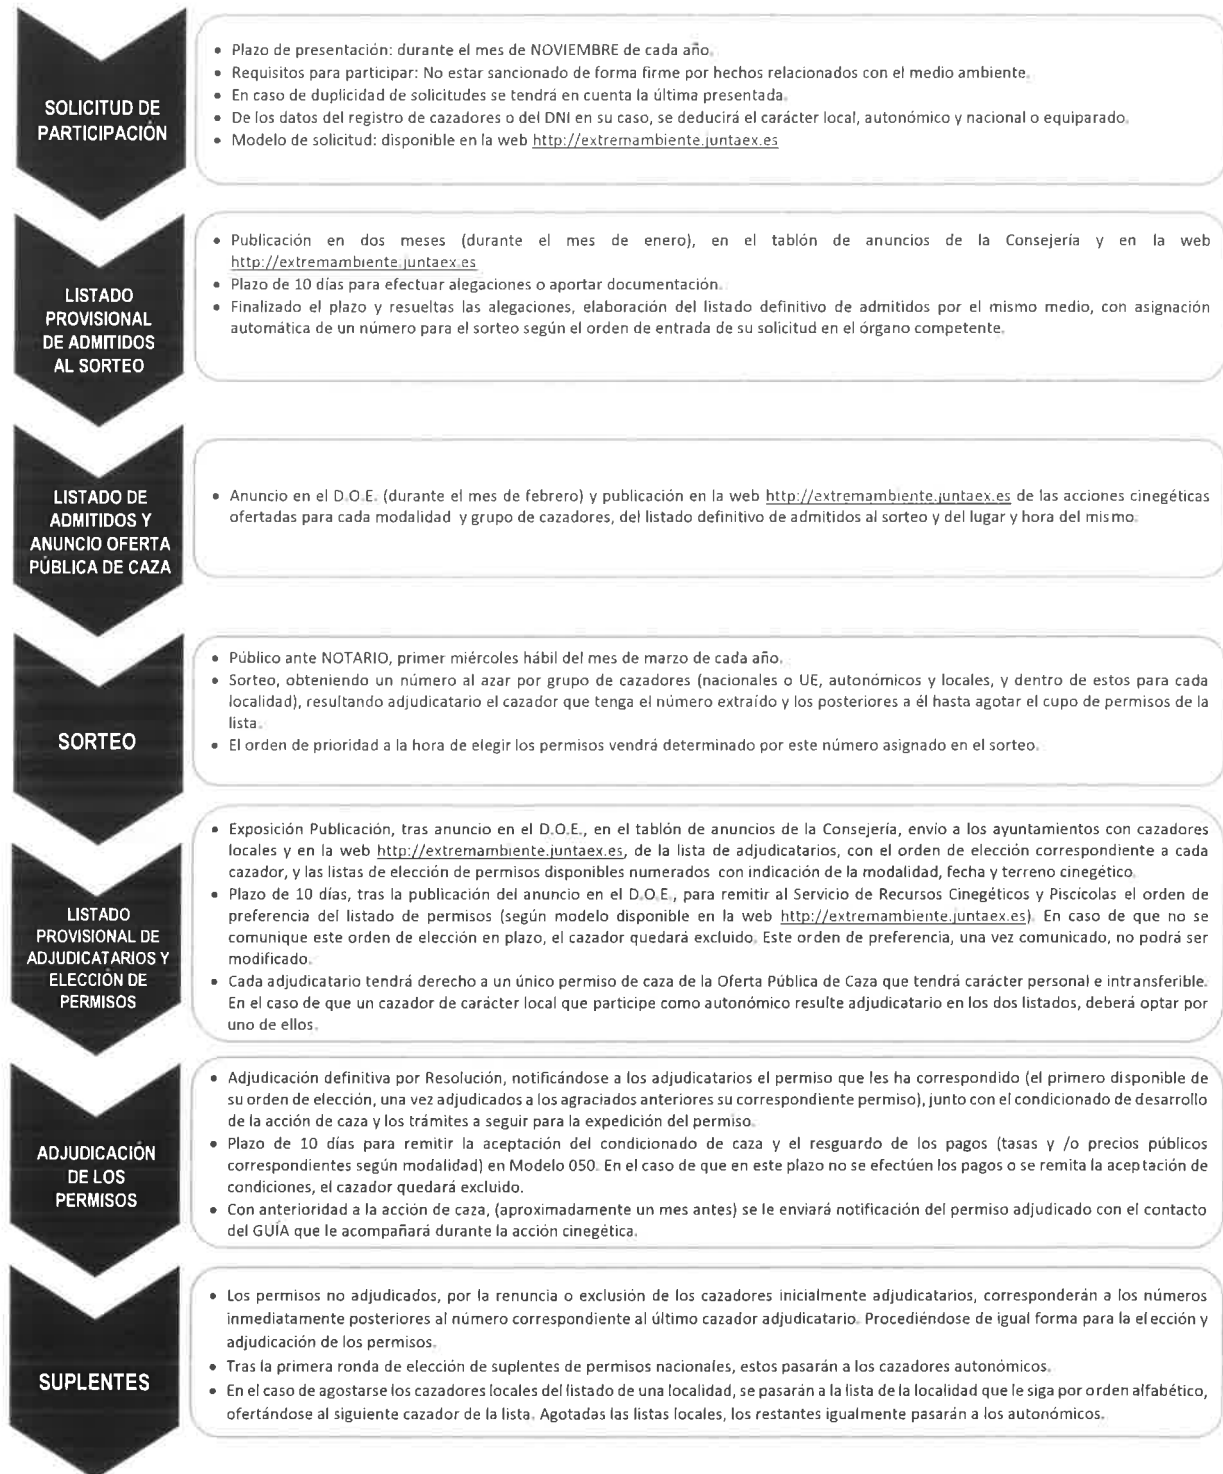 SOLICITUD DE
PARTICIPACIÓN
• Plazo de presentación: durante el mes de NOVIEMBRE de cada año.
• Requisitos para participar: No estar sancionado de forma firme por hechos relacionados con el medio ambiente.
• En caso de duplicidad de solicitudes se tendrá en cuenta la última presentada.
• De los datos del registro de cazadores o del DNI en su caso, se deducirá el carácter local, autonómico y nacional o equiparado.
• Modelo de solicitud: disponible en la web http://extremambiente.juntaex.es
LISTADO
PROVISIONAL
DE ADMITIDOS
AL SORTEO
• Publicación en dos meses (durante el mes de enero), en el tablón de anuncios de la Consejería y en la web
http://extremambiente.juntaex.es
• Plazo de 10 días para efectuar alegaciones o aportar documentación.
• Finalizado el plazo y resueltas las alegaciones, elaboración del listado definitivo de admitidos por el mismo medio, con asignación
automática de un número para el sorteo según el orden de entrada de su solicitud en el órgano competente.
LISTADO DE
ADMITIDOS Y
ANUNCIO OFERTA
PÚBLICA DE CAZA
• Anuncio en el D.O.E. (durante el mes de febrero) y publicación en la web http://extremambiente.juntaex.es de las acciones cinegéticas
ofertadas para cada modalidad y grupo de cazadores, del listado definitivo de admitidos al sorteo y del lugar y hora del mismo.
SORTEO
• Público ante NOTARIO, primer miércoles hábil del mes de marzo de cada año.
• Sorteo, obteniendo un número al azar por grupo de cazadores (nacionales o UE, autonómicos y locales, y dentro de estos para cada
localidad), resultando adjudicatario el cazador que tenga el número extraído y los posteriores a él hasta agotar el cupo de permisos de la
lista.
• El orden de prioridad a la hora de elegir los permisos vendrá determinado por este número asignado en el sorteo.
LISTADO
PROVISIONAL DE
ADJUDICATARIOS Y
ELECCIÓN DE
PERMISOS
• Exposición Publicación, tras anuncio en el D.O.E., en el tablón de anuncios de la Consejería, envío a los ayuntamientos con cazadores
locales y en la web http://extremambiente.juntaex.es, de la lista de adjudicatarios, con el orden de elección correspondiente a cada
cazador, y las listas de elección de permisos disponibles numerados con indicación de la modalidad, fecha y terreno cinegético.
• Plazo de 10 días, tras la publicación del anuncio en el D.O.E., para remitir al Servicio de Recursos Cinegéticos y Piscícolas el orden de
preferencia del listado de permisos (según modelo disponible en la web http://extremambiente.juntaex.es). En caso de que no se
comunique este orden de elección en plazo, el cazador quedará excluido. Este orden de preferencia, una vez comunicado, no podrá ser
modificado.
• Cada adjudicatario tendrá derecho a un único permiso de caza de la Oferta Pública de Caza que tendrá carácter personal e intransferible.
En el caso de que un cazador de carácter local que participe como autonómico resulte adjudicatario en los dos listados, deberá optar por
uno de ellos.
ADJUDICACIÓN
DE LOS
PERMISOS
• Adjudicación definitiva por Resolución, notificándose a los adjudicatarios el permiso que les ha correspondido (el primero disponible de
su orden de elección, una vez adjudicados a los agraciados anteriores su correspondiente permiso), junto con el condicionado de desarrollo
de la acción de caza y los trámites a seguir para la expedición del permiso.
• Plazo de 10 días para remitir la aceptación del condicionado de caza y el resguardo de los pagos (tasas y /o precios públicos
correspondientes según modalidad) en Modelo 050. En el caso de que en este plazo no se efectúen los pagos o se remita la aceptación de
condiciones, el cazador quedará excluido.
• Con anterioridad a la acción de caza, (aproximadamente un mes antes) se le enviará notificación del permiso adjudicado con el contacto
del GUÍA que le acompañará durante la acción cinegética.
SUPLENTES
• Los permisos no adjudicados, por la renuncia o exclusión de los cazadores inicialmente adjudicatarios, corresponderán a los números
inmediatamente posteriores al número correspondiente al último cazador adjudicatario. Procediéndose de igual forma para la elección y
adjudicación de los permisos.
• Tras la primera ronda de elección de suplentes de permisos nacionales, estos pasarán a los cazadores autonómicos.
• En el caso de agostarse los cazadores locales del listado de una localidad, se pasarán a la lista de la localidad que le siga por orden alfabético,
ofertándose al siguiente cazador de la lista. Agotadas las listas locales, los restantes igualmente pasarán a los autonómicos.